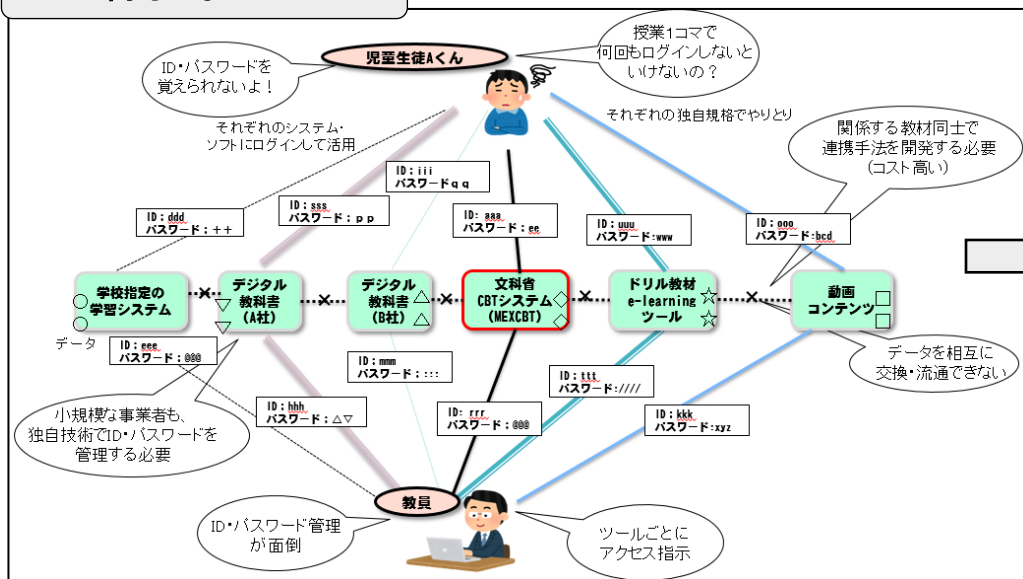 児童生徒Aくん
ID・パスワードを
覚えられないよ！
授業1コマで
何回もログインしないと
いけないの？
それぞれのシステム・
ソフトにログインして活用
それぞれの独自規格でやりとり
関係する教材同士で
連携手法を開発する必要
（コスト高い）
ID：iii
パスワードｑｑ
ID：ddd
パスワード：＋＋
ID：sss
パスワード：ｐｐ
ID: aaa
パスワード：ee
ID：uuu
パスワード:www
ID：ooo
パスワード:bcd
学校指定の
学習システム
デジタル
教科書
（A社）
デジタル
教科書
（B社）
文科省
CBTシステム
（MEXCBT）
ドリル教材
e-learning
ツール
動画
コンテンツ
データ
ID：eee
パスワード：@@@
ID：mmm
パスワード：:::
ID：ttt
パスワード:////
データを相互に
交換・流通できない
小規模な事業者も、
独自技術でID・パスワードを
管理する必要
ID：hhh
パスワード：△▽
ID: rrr
パスワード：@@@
ID：kkk
パスワード:xyz
教員
ID・パスワード管理
が面倒
ツールごとに
アクセス指示